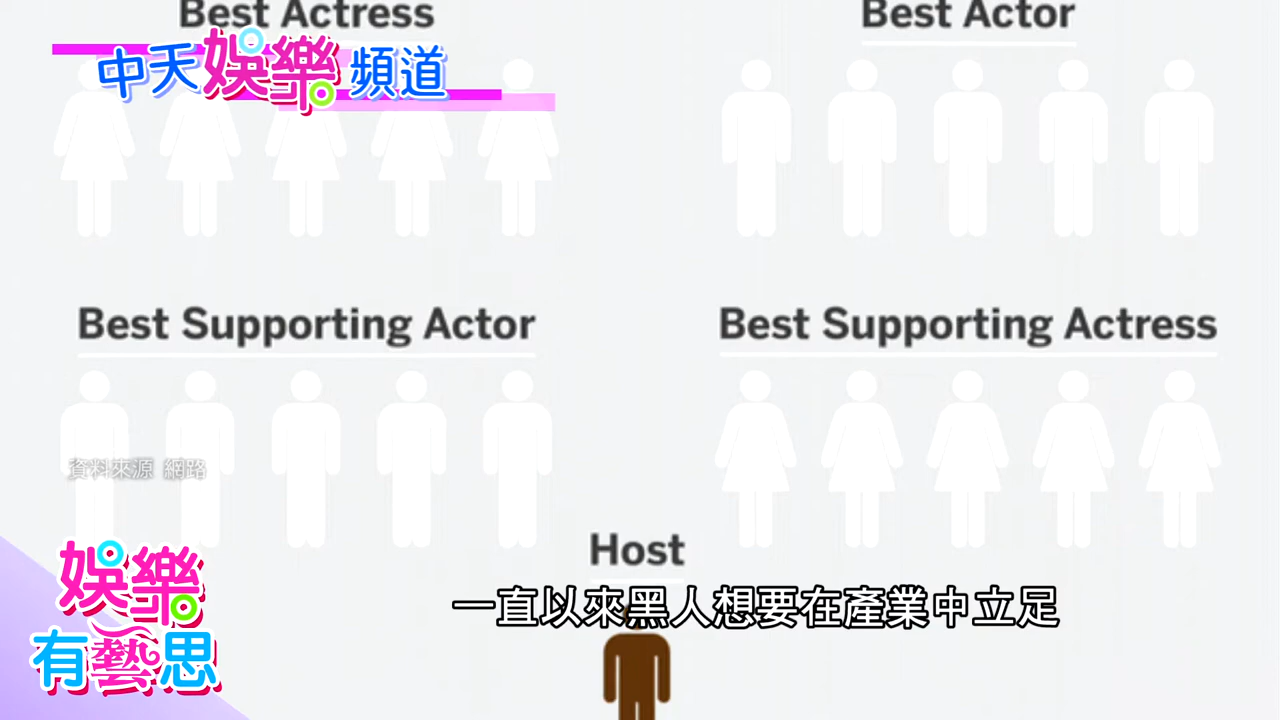 Best Actress
Best Actor
中天娛樂頻道
Best Supporting Actor
Best Supporting Actress
資料來源 網路
Host
一直以來黑人想要在產業中立足
娛樂
有藝思